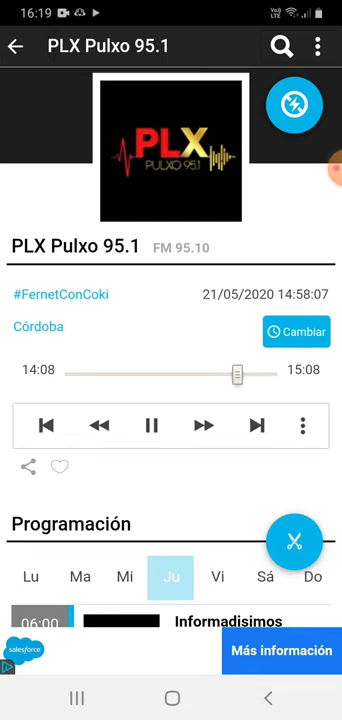 16:19
Vo) LTE
PLX Pulxo 95.1
PLX
PULXO 95.1
PLX Pulxo 95.1 FM 95.10
#FernetConCoki 21/05/2020 14:58:07
Córdoba
Cambiar
14:08 15:08
Programación
Lu Ma Mi Ju Vi Sá Do
06:00 Informadisimos
salesforce
Más información